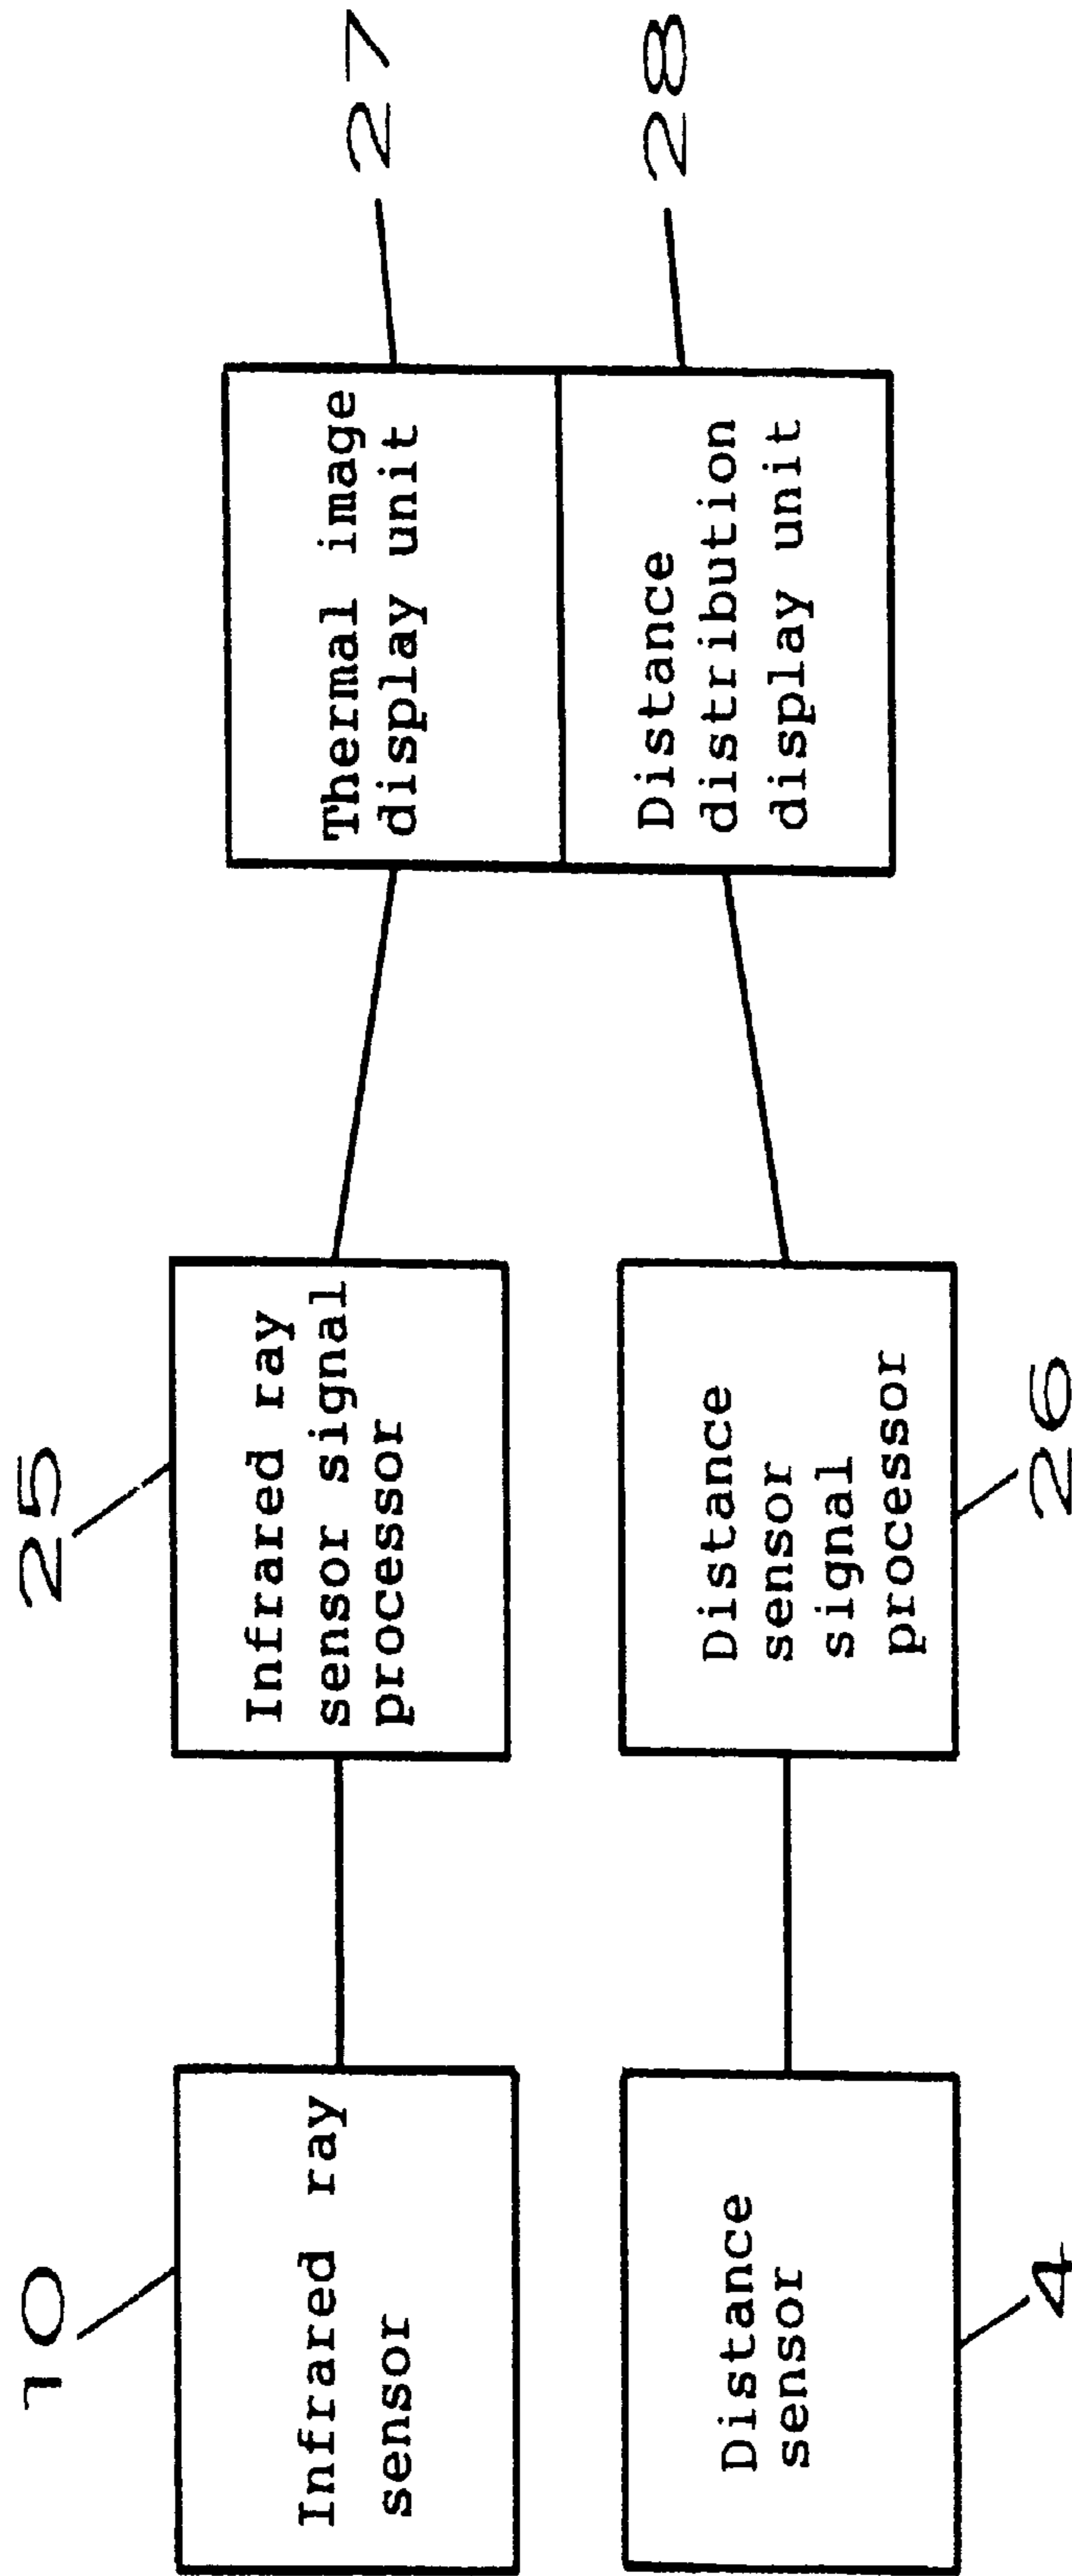 10
Infrared ray
sensor
25
Infrared ray
sensor signal
processor
Thermal image
display unit
27
Distance
sensor
4
Distance
sensor
signal
processor
26
Distance
distribution
display unit
28